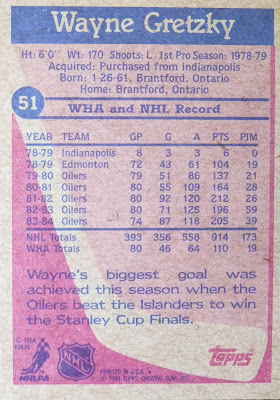 Wayne Gretzky
Ht: 6'0" Wt: 170 Shoots: L 1st Pro Season: 1978-79
Acquired: Purchased from Indianapolis
Born: 1-26-61, Brantford, Ontario
Home: Brantford, Ontario
51
WHA and NHL Record
YEAR TEAM GP G A PTS PIM
78-79 Indianapolis 8 3 3 6 0
78-79 Edmonton 72 43 61 104 19
79-80 Oilers 79 51 86 137 21
80-81 Oilers 80 55 109 164 28
81-82 Oilers 80 92 120 212 26
82-83 Oilers 80 71 125 196 59
83-84 Oilers 74 87 118 205 39
NHL Totals 393 356 558 914 173
WHA Totals 80 46 64 110 19
Wayne's biggest goal was
achieved this season when the
Oilers beat the Islanders to win
the Stanley Cup Finals.
© 1984
NHLPA
NHL
PRINTED IN U.S.A.
© 1984 TOPPS CHEWING GUM, INC.
Topps